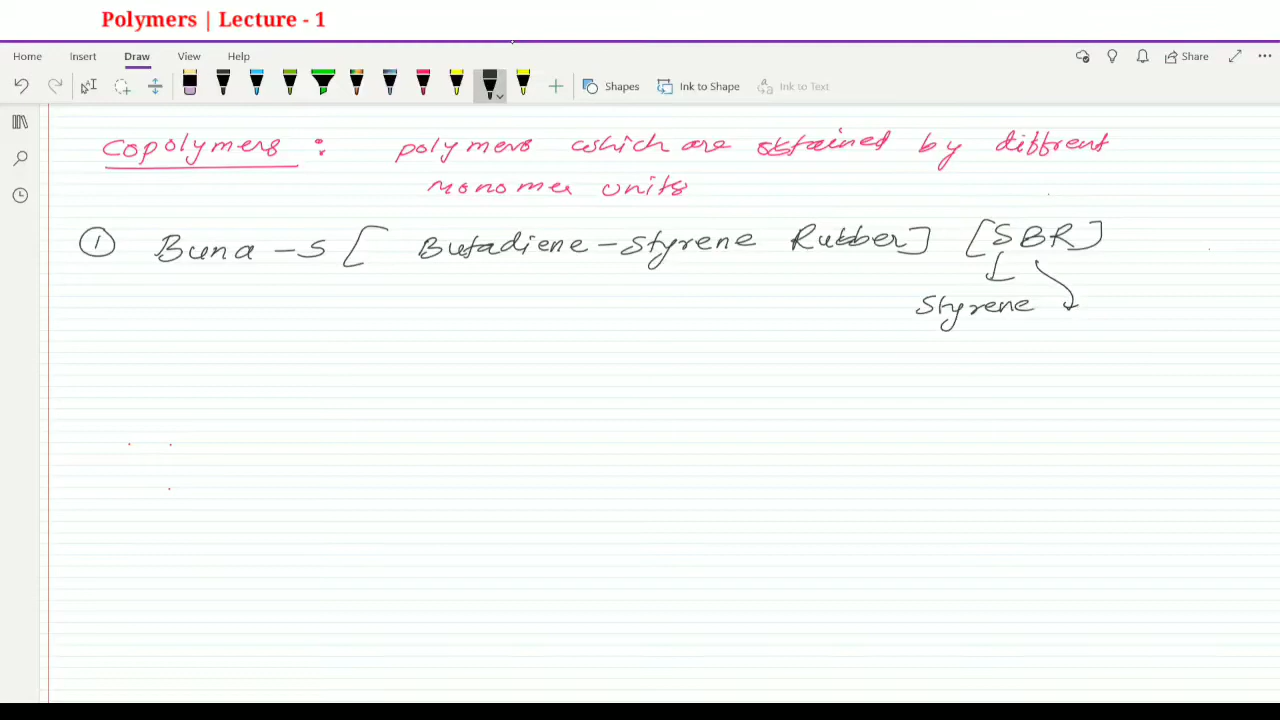 Polymers | Lecture - 1
Home Insert Draw View Help Share
Shapes Ink to Shape Ink to Text
Copolymers : polymers which are obtained by different
monomer units
① Buna-S [Butadiene-Styrene Rubber] [SBR]
Styrene